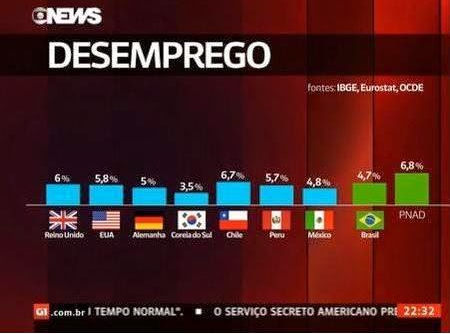 GNEWS
DESEMPREGO
fontes: IBGE, Eurostat, OCDE
6% 5,8% 5% 3,5% 6,7% 5,7% 4,8% 4,7% 6,8%
Reino Unido EUA Alemanha Coreia do Sul Chile Peru México Brasil PNAD
G1 .com.br I TEMPO NORMAL". ■ O SERVIÇO SECRETO AMERICANO PRE 22:32